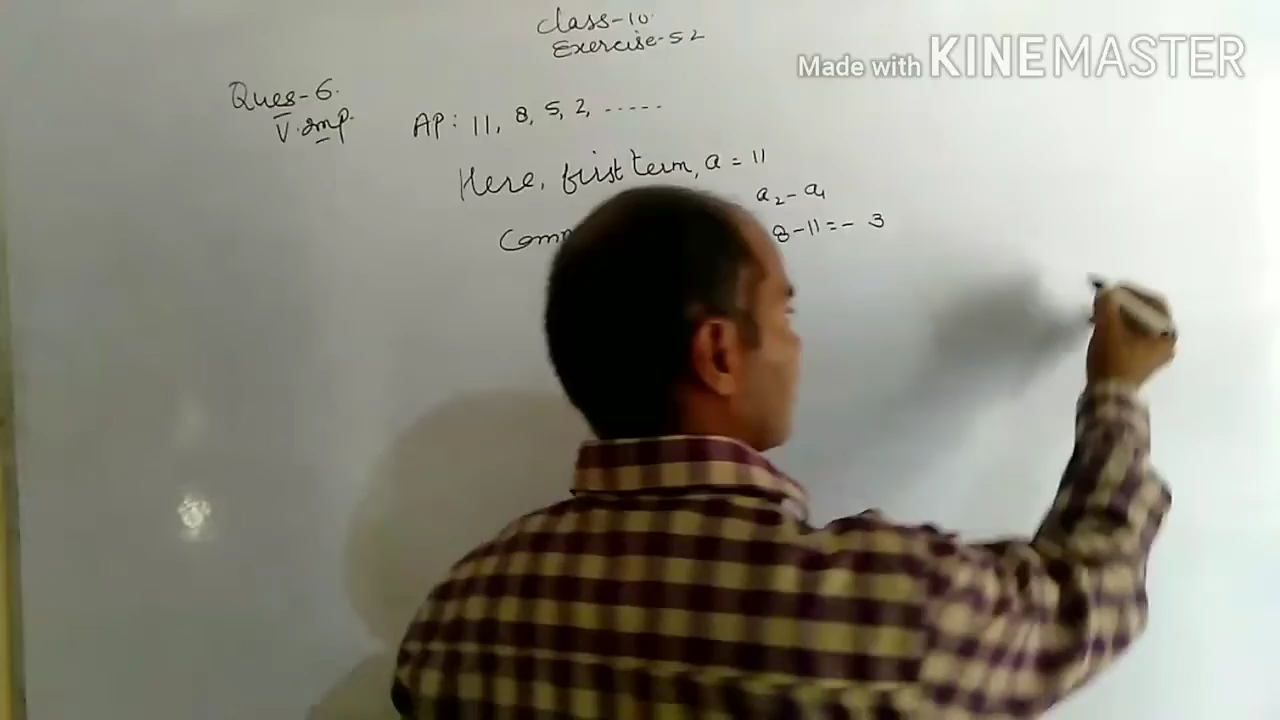 Class-10.
Exercise-5 2
Made with KINEMASTER
Ques-6.
V. Imp.
AP: 11, 8, 5, 2, .....
Here, first term, a = 11
a2 - a1
8-11 = - 3